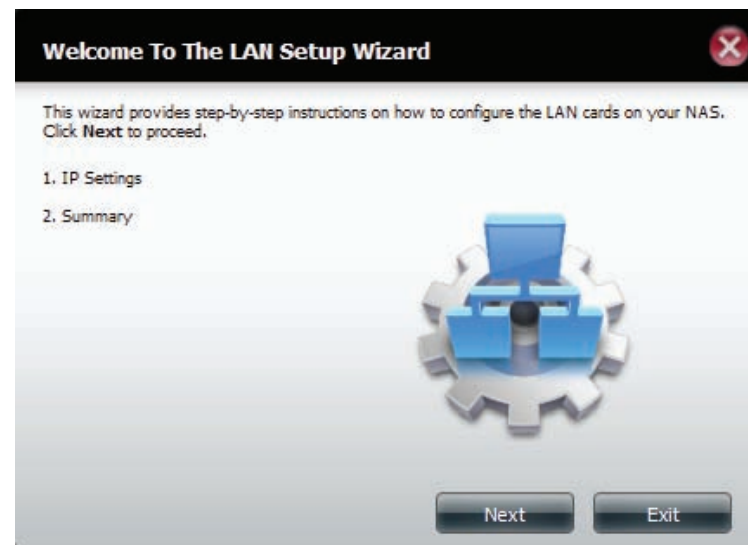 Welcome To The LAN Setup Wizard
This wizard provides step-by-step instructions on how to configure the LAN cards on your NAS.
Click Next to proceed.
1. IP Settings
2. Summary
Next Exit